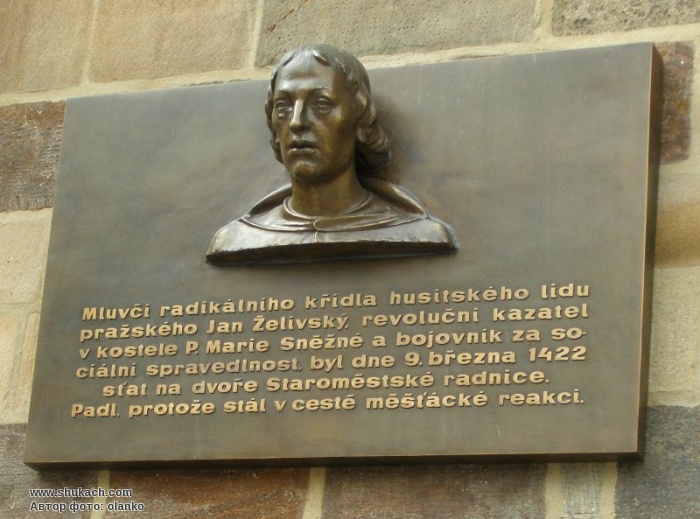 Mluvčí radikálního křídla husitského lidu
pražského Jan Želivský, revoluční kazatel
v kostele P. Marie Sněžné a bojovník za so-
ciální spravedlnost, byl dne 9. března 1422
sťat na dvoře Staroměstské radnice.
Padl, protože stál v cestě měšťácké reakci.
www.shukach.com
Автор фото: olanko